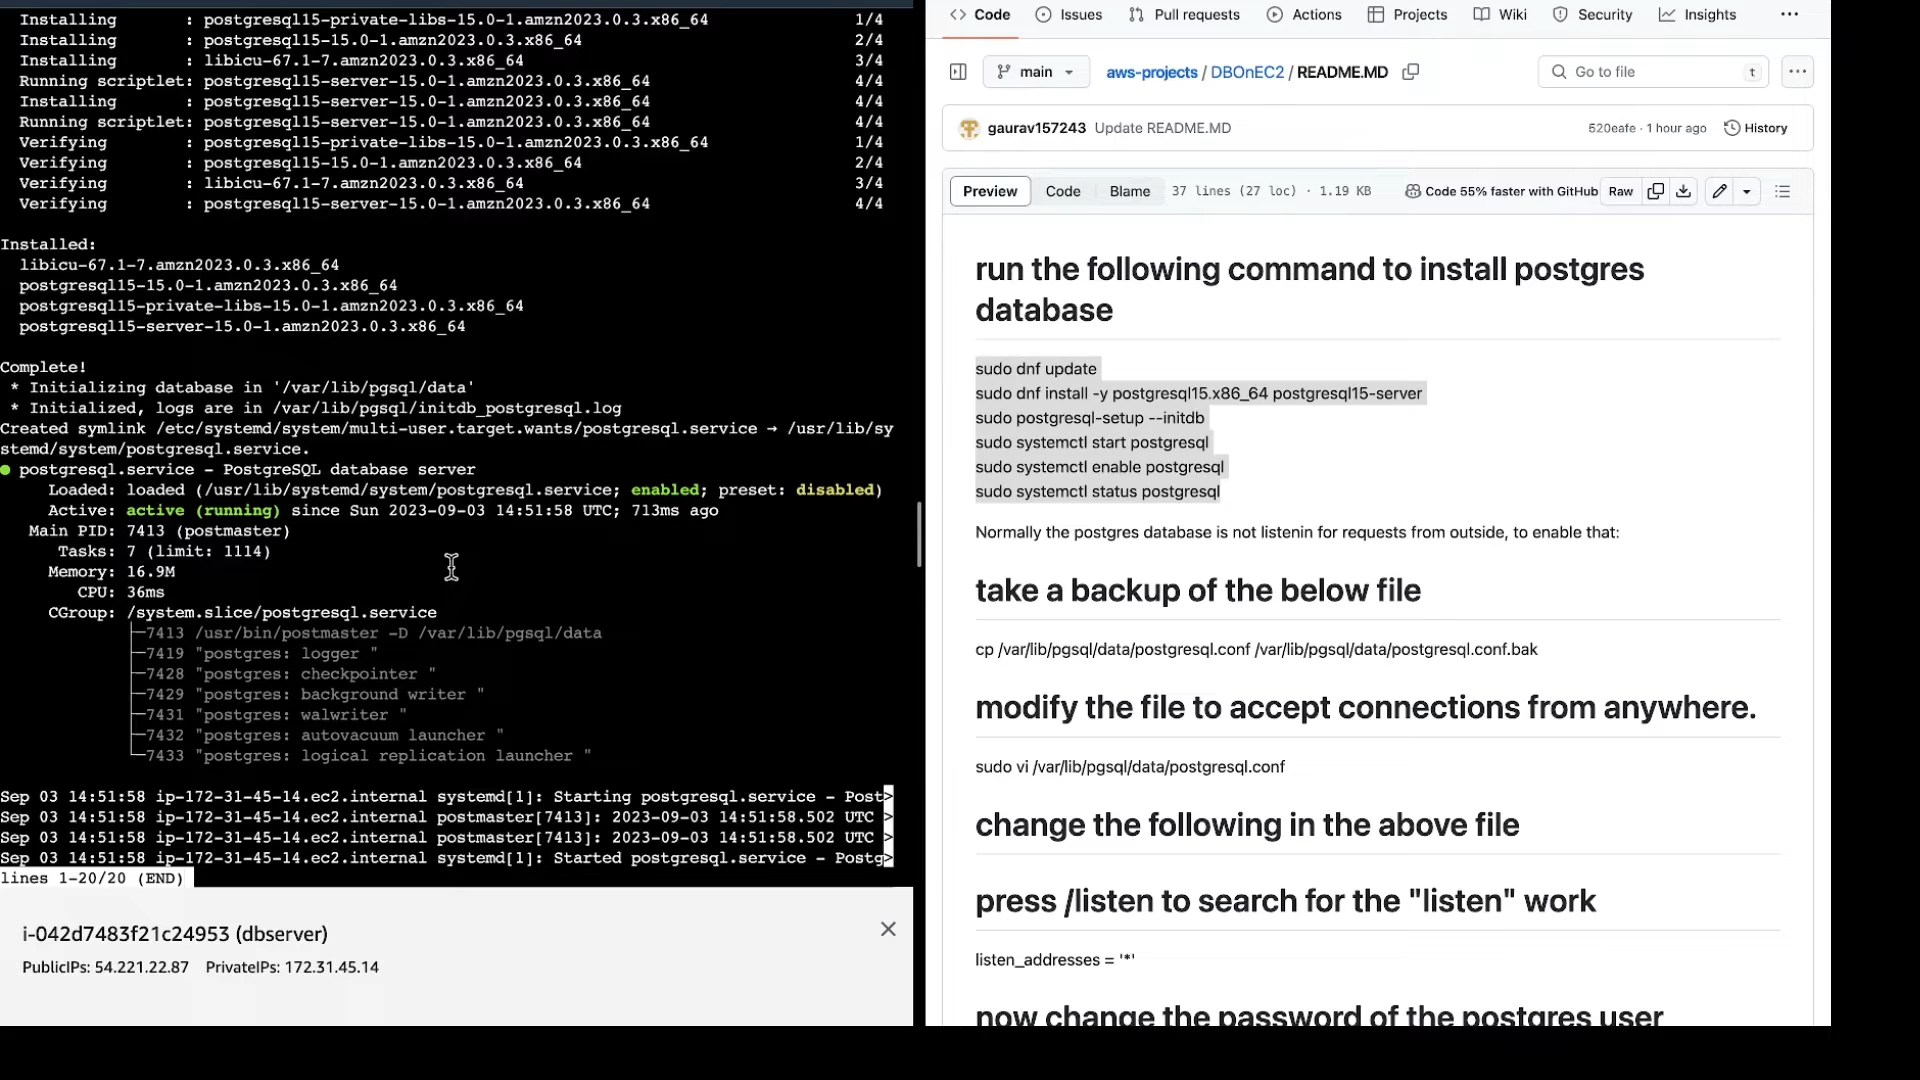 Installing : postgresql15-private-libs-15.0-1.amzn2023.0.3.x86_64 1/4
Installing : postgresql15-15.0-1.amzn2023.0.3.x86_64 2/4
Installing : libicu-67.1-7.amzn2023.0.3.x86_64 3/4
Running scriptlet: postgresql15-server-15.0-1.amzn2023.0.3.x86_64 4/4
Installing : postgresql15-server-15.0-1.amzn2023.0.3.x86_64 4/4
Running scriptlet: postgresql15-server-15.0-1.amzn2023.0.3.x86_64 4/4
Verifying : postgresql15-private-libs-15.0-1.amzn2023.0.3.x86_64 1/4
Verifying : postgresql15-15.0-1.amzn2023.0.3.x86_64 2/4
Verifying : libicu-67.1-7.amzn2023.0.3.x86_64 3/4
Verifying : postgresql15-server-15.0-1.amzn2023.0.3.x86_64 4/4
Installed:
libicu-67.1-7.amzn2023.0.3.x86_64
postgresql15-15.0-1.amzn2023.0.3.x86_64
postgresql15-private-libs-15.0-1.amzn2023.0.3.x86_64
postgresql15-server-15.0-1.amzn2023.0.3.x86_64
Complete!
* Initializing database in '/var/lib/pgsql/data'
* Initialized, logs are in /var/lib/pgsql/initdb_postgresql.log
Created symlink /etc/systemd/system/multi-user.target.wants/postgresql.service → /usr/lib/sy
stemd/system/postgresql.service.
● postgresql.service - PostgreSQL database server
Loaded: loaded (/usr/lib/systemd/system/postgresql.service; enabled; preset: disabled)
Active: active (running) since Sun 2023-09-03 14:51:58 UTC; 713ms ago
Main PID: 7413 (postmaster)
Tasks: 7 (limit: 1114)
Memory: 16.9M
CPU: 36ms
CGroup: /system.slice/postgresql.service
├─7413 /usr/bin/postmaster -D /var/lib/pgsql/data
├─7419 "postgres: logger "
├─7428 "postgres: checkpointer "
├─7429 "postgres: background writer "
├─7431 "postgres: walwriter "
├─7432 "postgres: autovacuum launcher "
└─7433 "postgres: logical replication launcher "
Sep 03 14:51:58 ip-172-31-45-14.ec2.internal systemd[1]: Starting postgresql.service - Post>
Sep 03 14:51:58 ip-172-31-45-14.ec2.internal postmaster[7413]: 2023-09-03 14:51:58.502 UTC >
Sep 03 14:51:58 ip-172-31-45-14.ec2.internal postmaster[7413]: 2023-09-03 14:51:58.502 UTC >
Sep 03 14:51:58 ip-172-31-45-14.ec2.internal systemd[1]: Started postgresql.service - Postg>
lines 1-20/20 (END)
i-042d7483f21c24953 (dbserver)
PublicIPs: 54.221.22.87 PrivateIPs: 172.31.45.14
Code Issues Pull requests Actions Projects Wiki Security Insights
main aws-projects / DBOnEC2 / README.MD Go to file t
gaurav157243 Update README.MD 520eafe · 1 hour ago History
Preview Code Blame 37 lines (27 loc) · 1.19 KB Code 55% faster with GitHub Raw
run the following command to install postgres
database
sudo dnf update
sudo dnf install -y postgresql15.x86_64 postgresql15-server
sudo postgresql-setup --initdb
sudo systemctl start postgresql
sudo systemctl enable postgresql
sudo systemctl status postgresql
Normally the postgres database is not listenin for requests from outside, to enable that:
take a backup of the below file
cp /var/lib/pgsql/data/postgresql.conf /var/lib/pgsql/data/postgresql.conf.bak
modify the file to accept connections from anywhere.
sudo vi /var/lib/pgsql/data/postgresql.conf
change the following in the above file
press /listen to search for the "listen" work
listen_addresses = '*'
now change the password of the postgres user